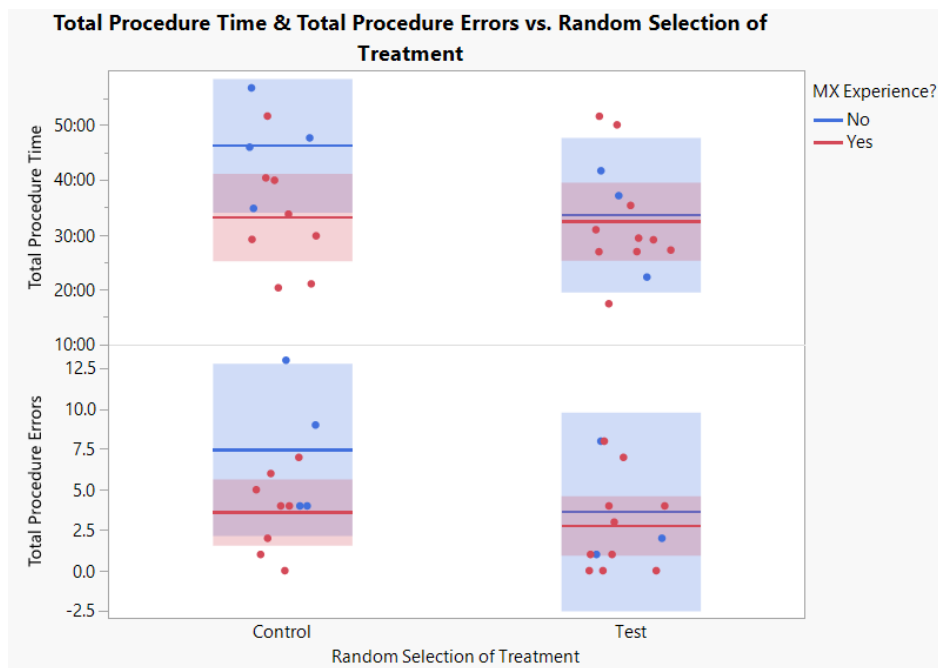 Total Procedure Time & Total Procedure Errors vs. Random Selection of
Treatment
MX Experience?
No
Yes
Total Procedure Time
50:00
40:00
30:00
20:00
10:00
Total Procedure Errors
12.5
10.0
7.5
5.0
2.5
0.0
-2.5
Control
Test
Random Selection of Treatment